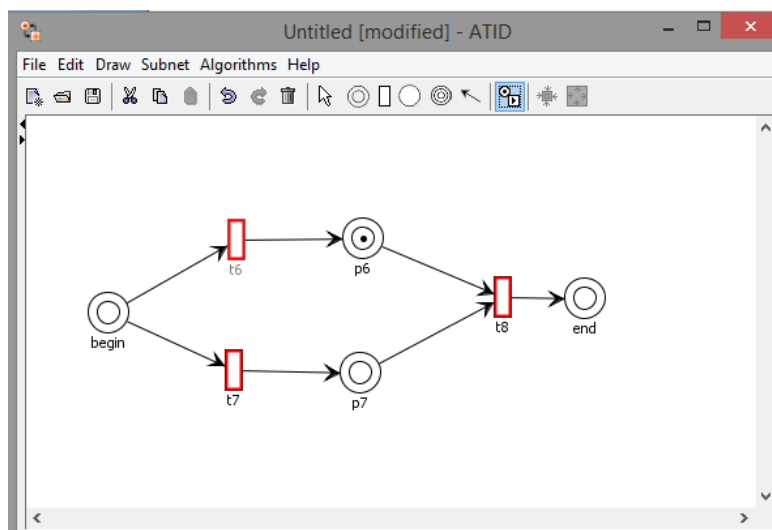 Untitled [modified] - ATID
File Edit Draw Subnet Algorithms Help
t6
p6
begin
t8
end
t7
p7